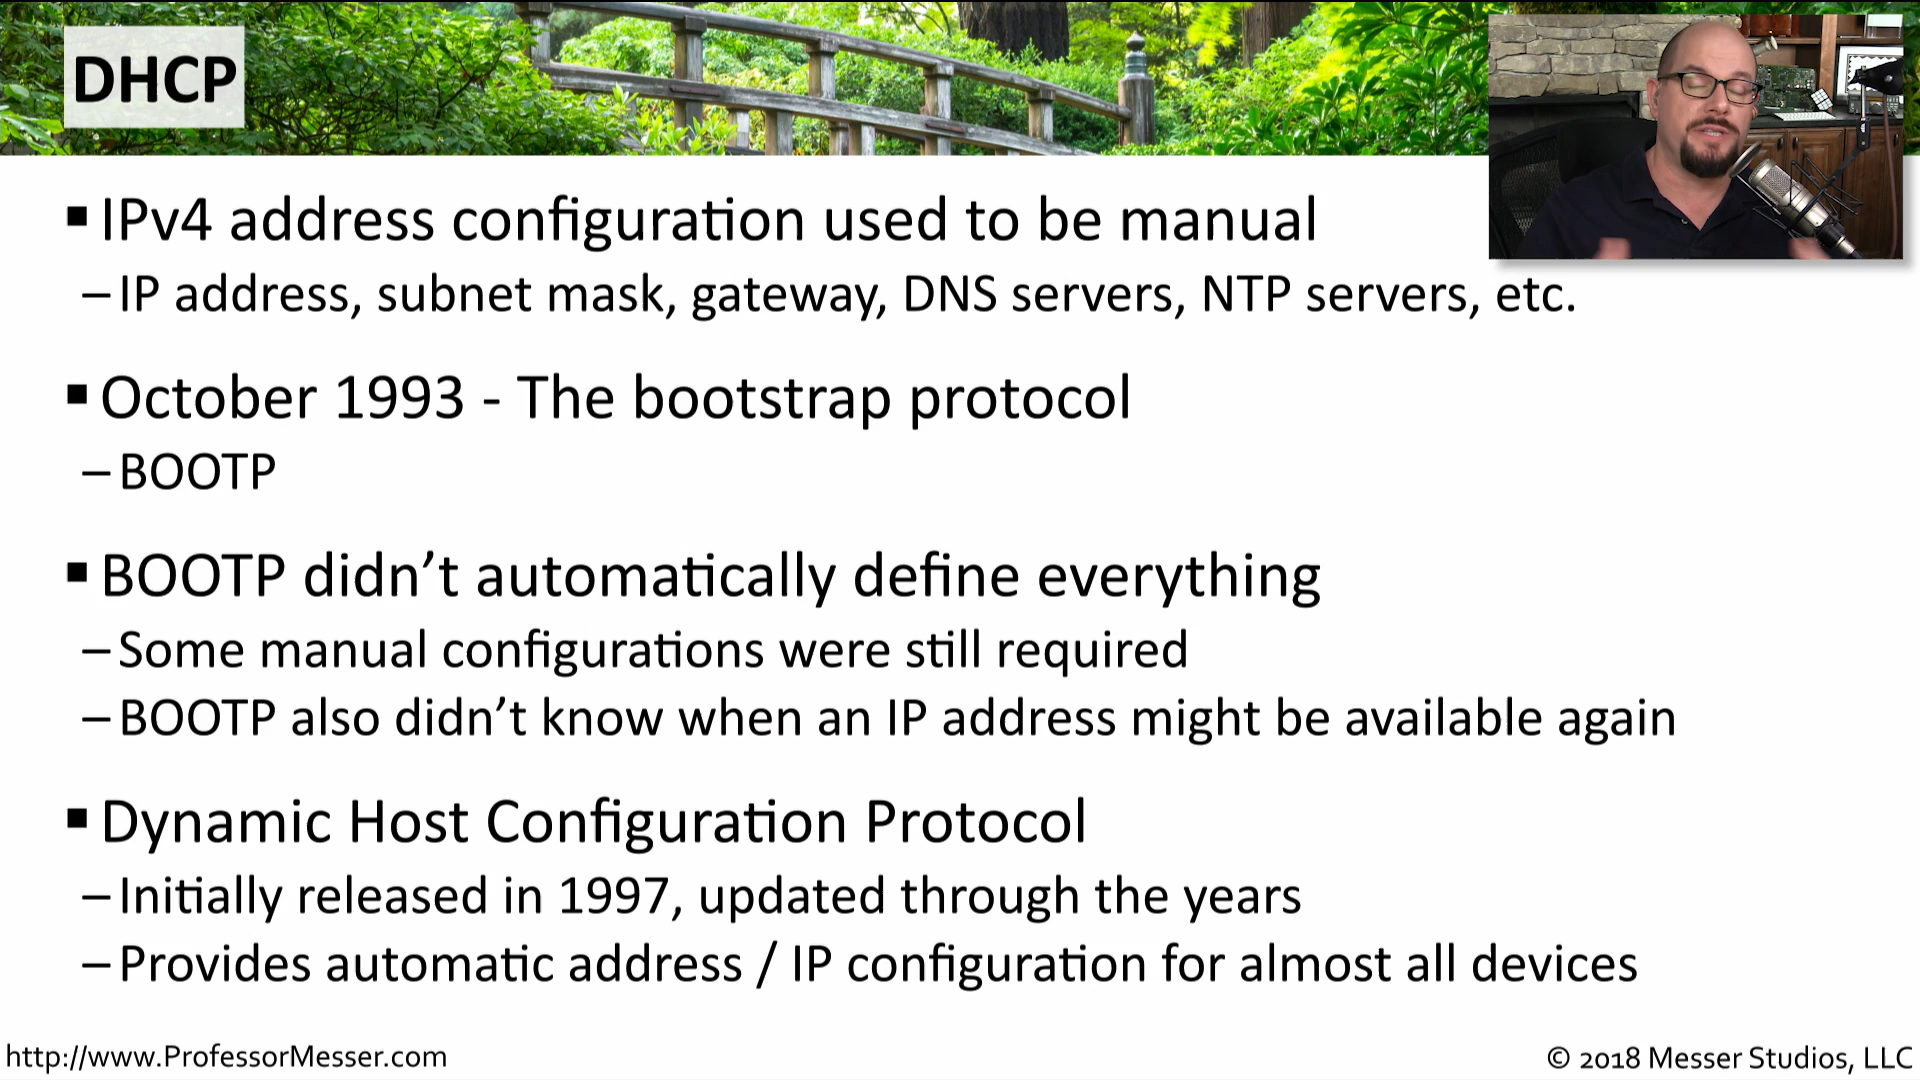 DHCP
▪ IPv4 address configuration used to be manual
– IP address, subnet mask, gateway, DNS servers, NTP servers, etc.
▪ October 1993 - The bootstrap protocol
– BOOTP
▪ BOOTP didn’t automatically define everything
– Some manual configurations were still required
– BOOTP also didn’t know when an IP address might be available again
▪ Dynamic Host Configuration Protocol
– Initially released in 1997, updated through the years
– Provides automatic address / IP configuration for almost all devices
http://www.ProfessorMesser.com
© 2018 Messer Studios, LLC